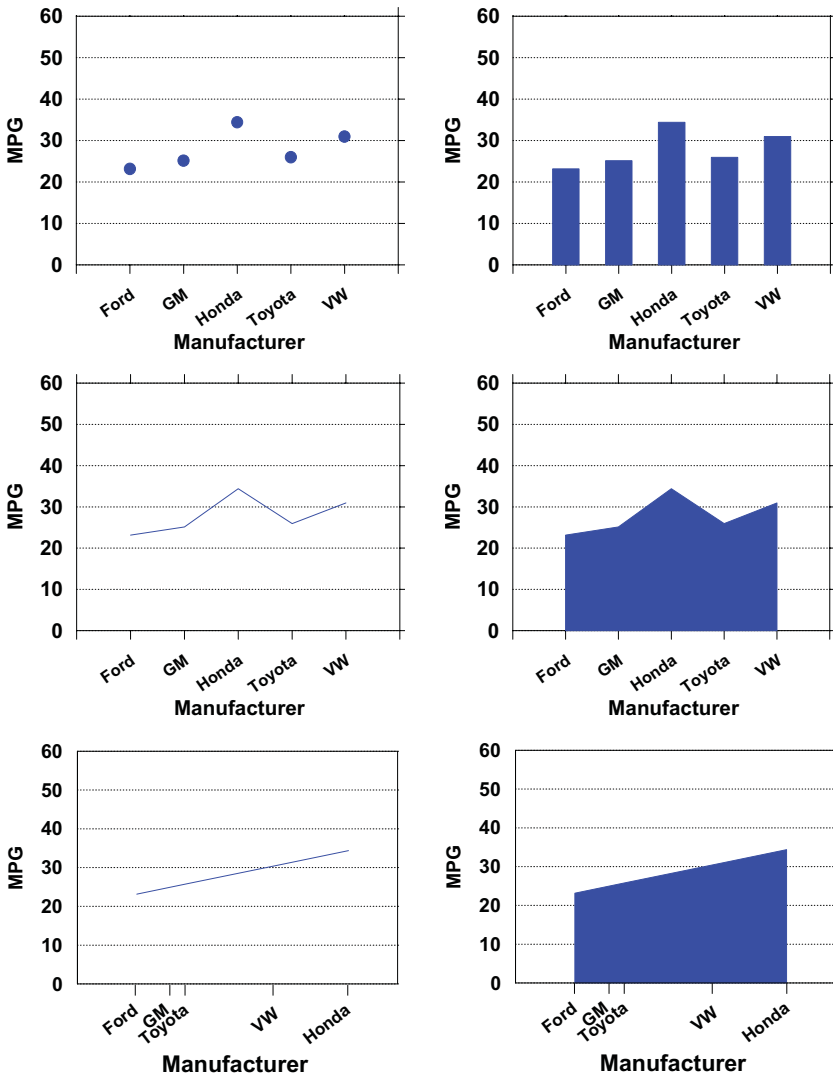 60
50
40
30
20
10
0
MPG
Ford
GM
Honda
Toyota
VW
Manufacturer
60
50
40
30
20
10
0
MPG
Ford
GM
Honda
Toyota
VW
Manufacturer
60
50
40
30
20
10
0
MPG
Ford
GM
Honda
Toyota
VW
Manufacturer
60
50
40
30
20
10
0
MPG
Ford
GM
Honda
Toyota
VW
Manufacturer
60
50
40
30
20
10
0
MPG
Ford
GM
Toyota
VW
Honda
Manufacturer
60
50
40
30
20
10
0
MPG
Ford
GM
Toyota
VW
Honda
Manufacturer